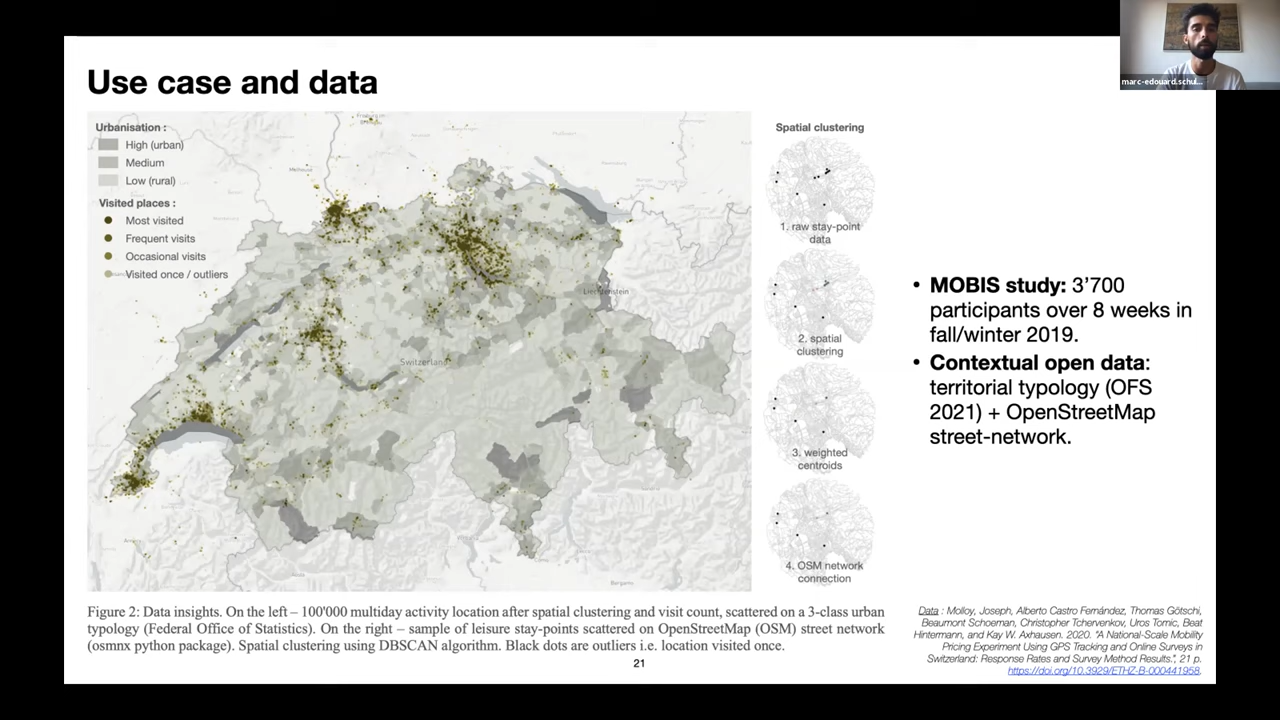 marc-edouard.schul...
Use case and data
Urbanisation :
High (urban)
Medium
Low (rural)
Visited places :
Most visited
Frequent visits
Occasional visits
Visited once / outliers
Mulhouse
Liechtenstein
Switzerland
Bergamo
Spatial clustering
1. raw stay-point
data
2. spatial
clustering
3. weighted
centroids
4. OSM network
connection
• MOBIS study: 3’700
participants over 8 weeks in
fall/winter 2019.
• Contextual open data:
territorial typology (OFS
2021) + OpenStreetMap
street-network.
Figure 2: Data insights. On the left – 100'000 multiday activity location after spatial clustering and visit count, scattered on a 3-class urban
typology (Federal Office of Statistics). On the right – sample of leisure stay-points scattered on OpenStreetMap (OSM) street network
(osmnx python package). Spatial clustering using DBSCAN algorithm. Black dots are outliers i.e. location visited once.
21
Data : Molloy, Joseph, Alberto Castro Fernández, Thomas Götschi,
Beaumont Schoeman, Christopher Tchervenkov, Uros Tomic, Beat
Hintermann, and Kay W. Axhausen. 2020. “A National-Scale Mobility
Pricing Experiment Using GPS Tracking and Online Surveys in
Switzerland: Response Rates and Survey Method Results.”, 21 p.
https://doi.org/10.3929/ETHZ-B-000441958.